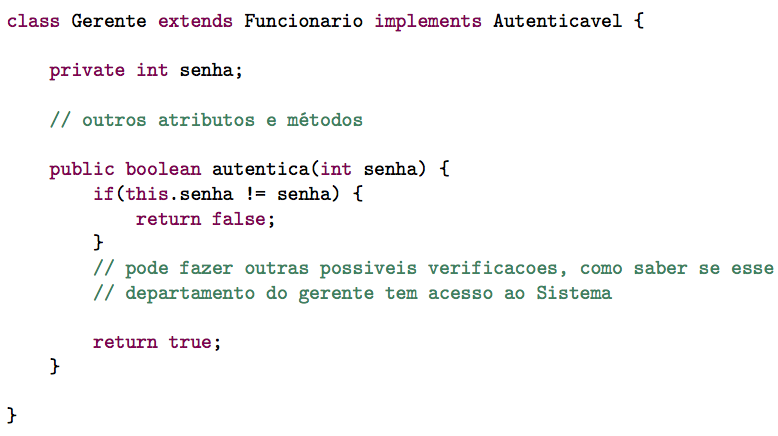 class Gerente extends Funcionario implements Autenticavel {
private int senha;
// outros atributos e métodos
public boolean autentica(int senha) {
if(this.senha != senha) {
return false;
}
// pode fazer outras possiveis verificacoes, como saber se esse
// departamento do gerente tem acesso ao Sistema
return true;
}
}